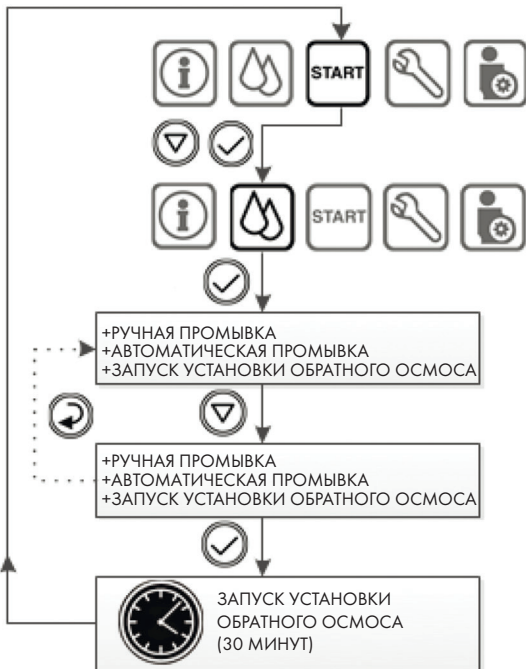 START
START
+РУЧНАЯ ПРОМЫВКА
+АВТОМАТИЧЕСКАЯ ПРОМЫВКА
+ЗАПУСК УСТАНОВКИ ОБРАТНОГО ОСМОСА
+РУЧНАЯ ПРОМЫВКА
+АВТОМАТИЧЕСКАЯ ПРОМЫВКА
+ЗАПУСК УСТАНОВКИ ОБРАТНОГО ОСМОСА
ЗАПУСК УСТАНОВКИ
ОБРАТНОГО ОСМОСА
(30 МИНУТ)